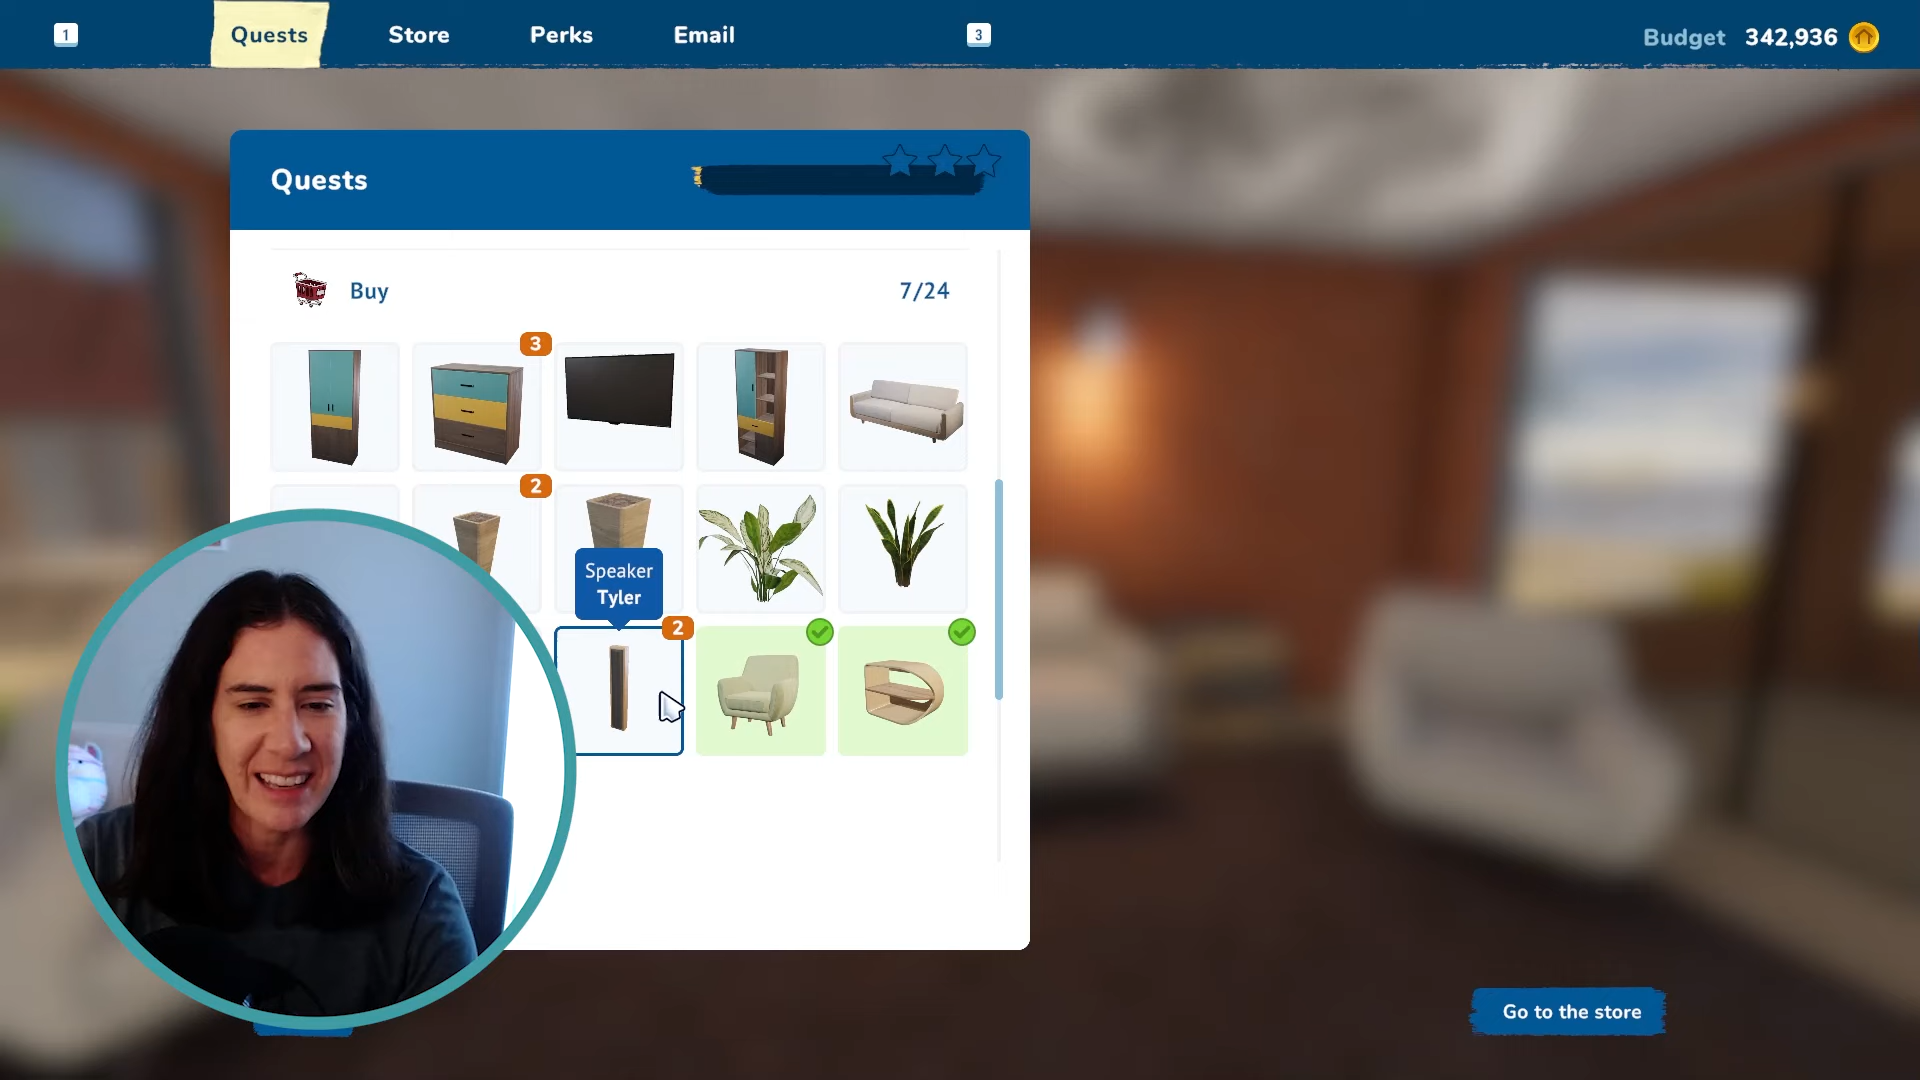 1
Quests
Store
Perks
Email
3
Budget 342,936
Quests
Buy
7/24
3
2
Speaker
Tyler
2
Go to the store